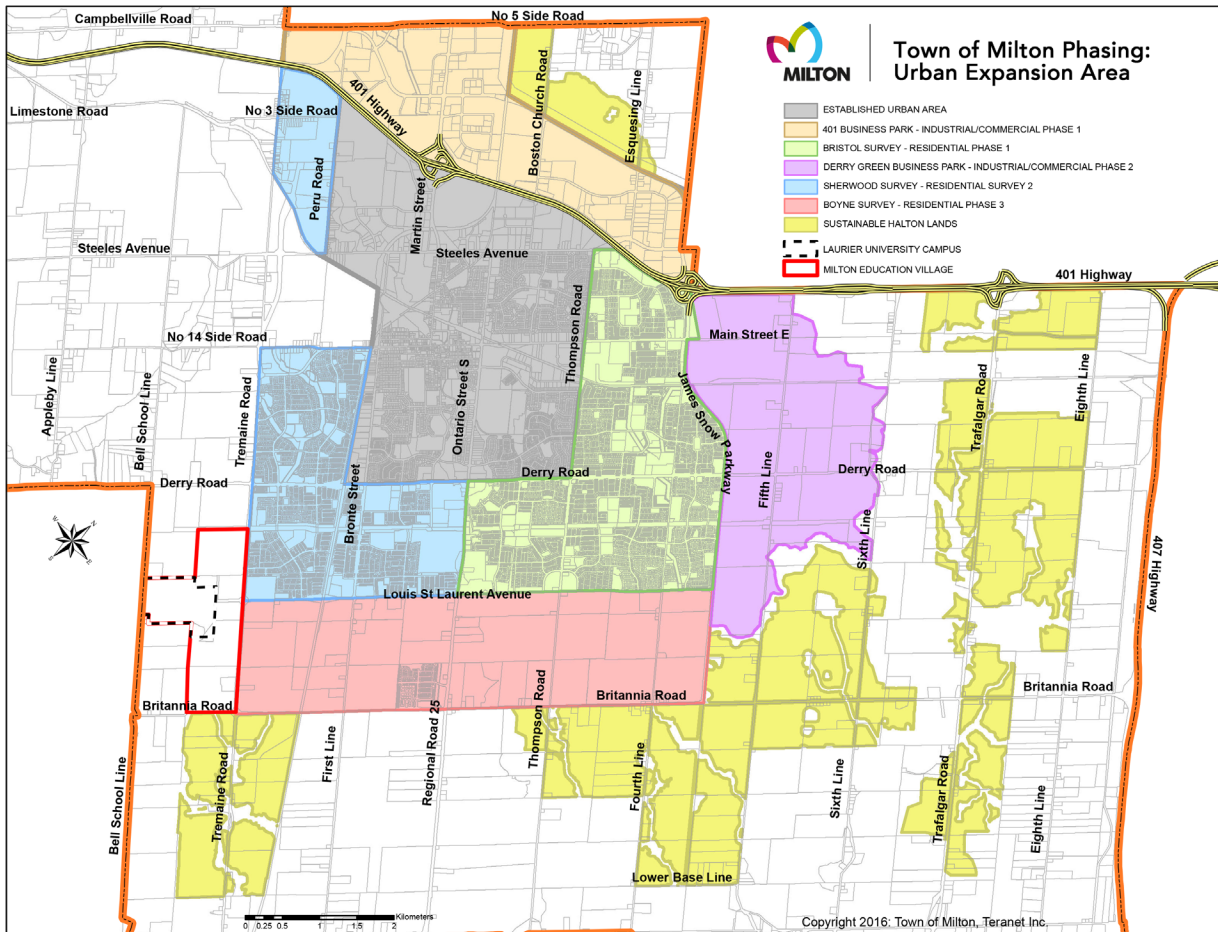 Campbellville Road
No 5 Side Road
MILTON
Town of Milton Phasing:
Urban Expansion Area
ESTABLISHED URBAN AREA
401 BUSINESS PARK - INDUSTRIAL/COMMERCIAL PHASE 1
BRISTOL SURVEY - RESIDENTIAL PHASE 1
DERRY GREEN BUSINESS PARK - INDUSTRIAL/COMMERCIAL PHASE 2
SHERWOOD SURVEY - RESIDENTIAL SURVEY 2
BOYNE SURVEY - RESIDENTIAL PHASE 3
SUSTAINABLE HALTON LANDS
LAURIER UNIVERSITY CAMPUS
MILTON EDUCATION VILLAGE
Limestone Road
No 3 Side Road
401 Highway
Boston Church Road
Esquesing Line
Peru Road
Martin Street
Steeles Avenue
Steeles Avenue
401 Highway
No 14 Side Road
Thompson Road
Main Street E
Appleby Line
Bell School Line
Tremaine Road
Ontario Street S
James Snow Parkway
Trafalgar Road
Eighth Line
Derry Road
Derry Road
Derry Road
Bronte Street
Fifth Line
Sixth Line
407 Highway
Louis St Laurent Avenue
Britannia Road
Britannia Road
Britannia Road
Bell School Line
Tremaine Road
First Line
Regional Road 25
Thompson Road
Fourth Line
Sixth Line
Trafalgar Road
Eighth Line
Lower Base Line
Kilometers
0 0.25 0.5 1 1.5 2
N
E
S
W
Copyright 2016: Town of Milton, Teranet Inc.